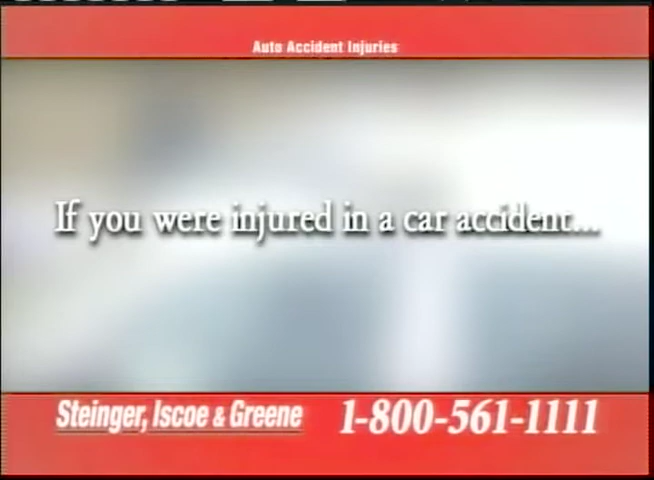 Auto Accident Injuries
If you were injured in a car accident...
Steinger, Iscoe & Greene 1-800-561-1111